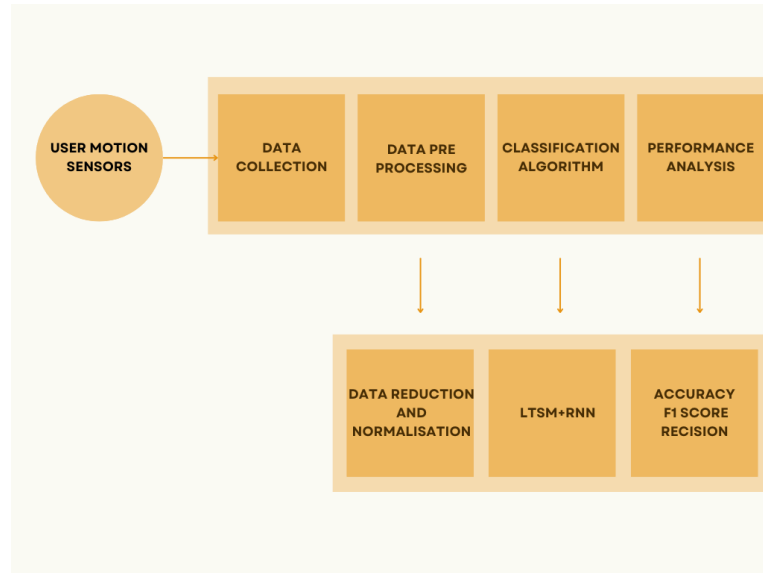 USER MOTION
SENSORS
DATA
COLLECTION
DATA PRE
PROCESSING
CLASSIFICATION
ALGORITHM
PERFORMANCE
ANALYSIS
DATA REDUCTION
AND
NORMALISATION
LTSM+RNN
ACCURACY
F1 SCORE
RECISION